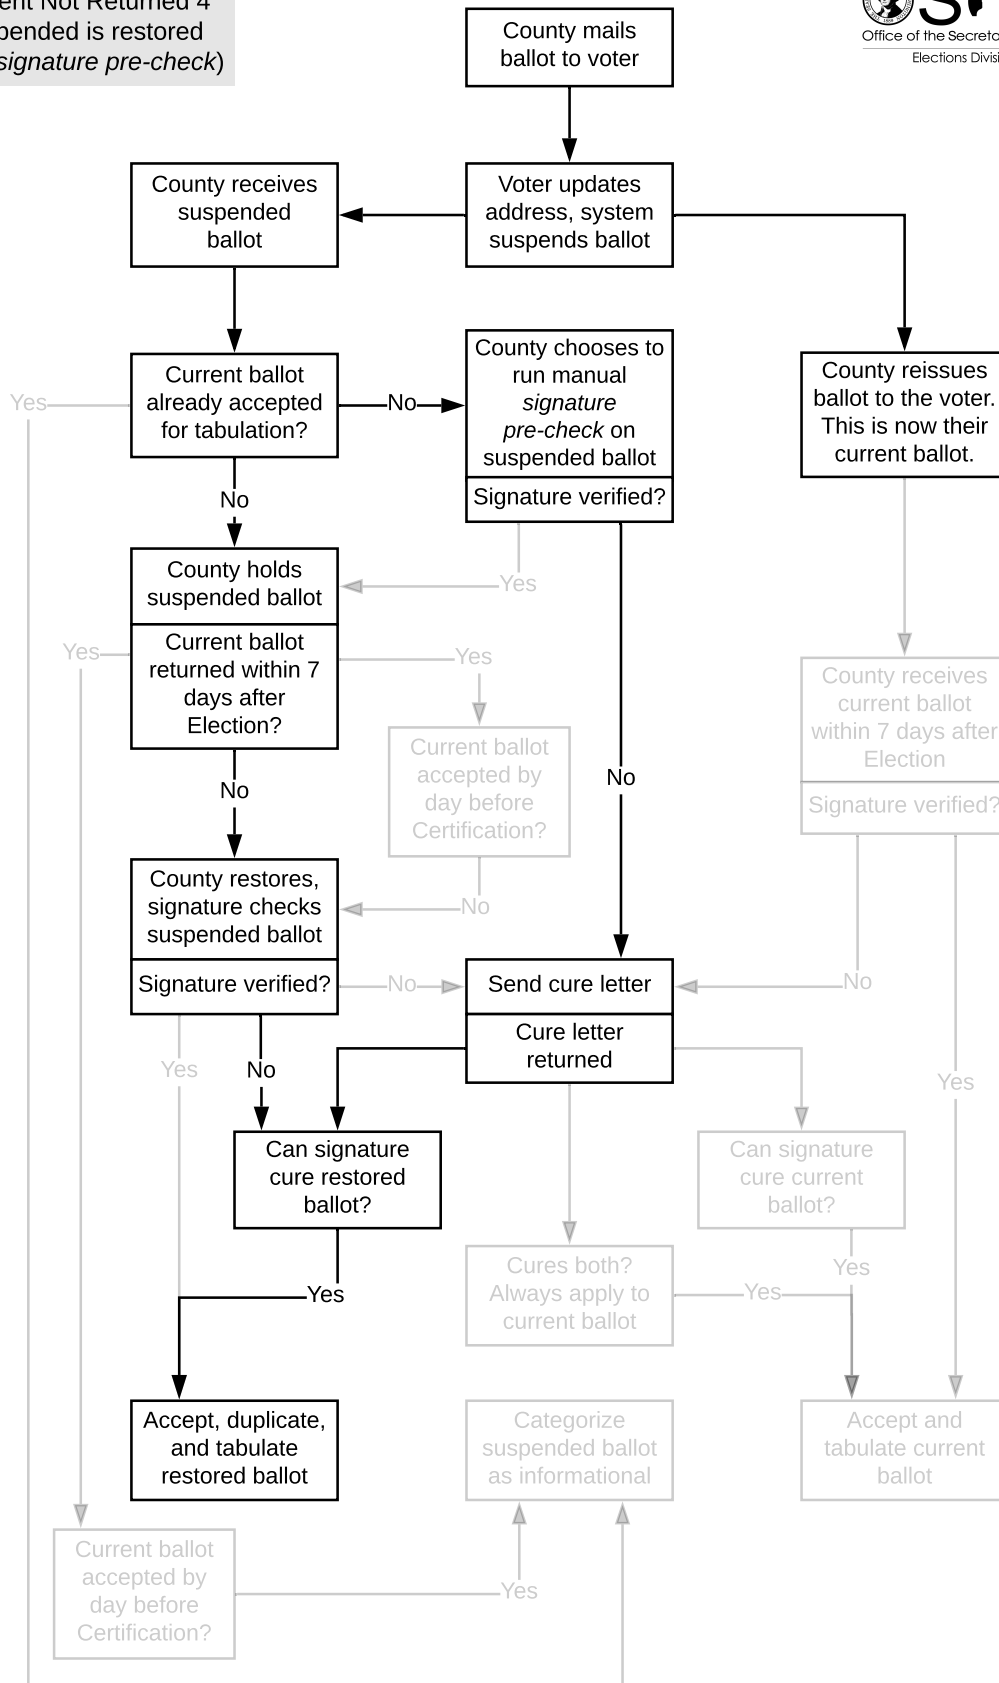 Not Returned 4
is restored
signature pre-check)
Office of the
Elections
County mails
ballot to voter
County receives
suspended
ballot
Voter updates
address, system
suspends ballot
Current ballot
already accepted
for tabulation?
Yes
No
County chooses to
run manual
signature
pre-check on
suspended ballot
Signature verified?
County reissues
ballot to the voter.
This is now their
current ballot.
No
County holds
suspended ballot
Yes
Current ballot
returned within 7
days after
Election?
Yes
Yes
County receives
current ballot
within 7 days after
Election
Signature verified?
Current ballot
accepted by
day before
Certification?
No
No
County restores,
signature checks
suspended ballot
Signature verified?
No
No
Send cure letter
Cure letter
returned
No
Yes
No
Yes
Can signature
cure restored
ballot?
Can signature
cure current
ballot?
Yes
Cures both?
Always apply to
current ballot
Yes
Yes
Accept, duplicate,
and tabulate
restored ballot
Categorize
suspended ballot
as informational
Accept and
tabulate current
ballot
Current ballot
accepted by
day before
Certification?
Yes